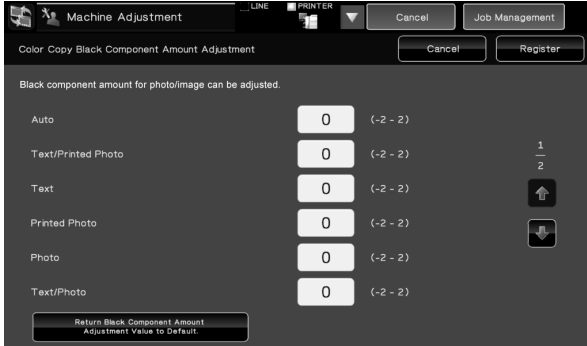 Machine Adjustment
LINE
PRINTER
Cancel
Job Management
Color Copy Black Component Amount Adjustment
Cancel
Register
Black component amount for photo/image can be adjusted.
Auto 0 (-2 - 2)
Text/Printed Photo 0 (-2 - 2)
1
2
Text 0 (-2 - 2)
Printed Photo 0 (-2 - 2)
Photo 0 (-2 - 2)
Text/Photo 0 (-2 - 2)
Return Black Component Amount
Adjustment Value to Default.